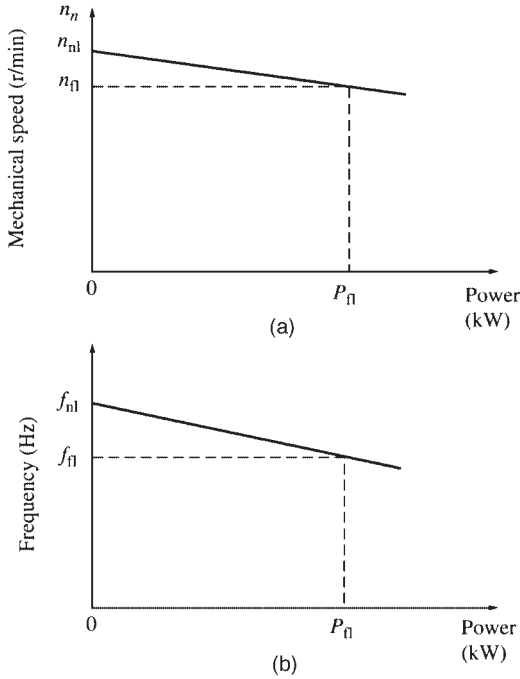 n_n
n_nl
n_fl
Mechanical speed (r/min)
0
P_fl
Power
(kW)
(a)
f_nl
f_fl
Frequency (Hz)
0
P_fl
Power
(kW)
(b)